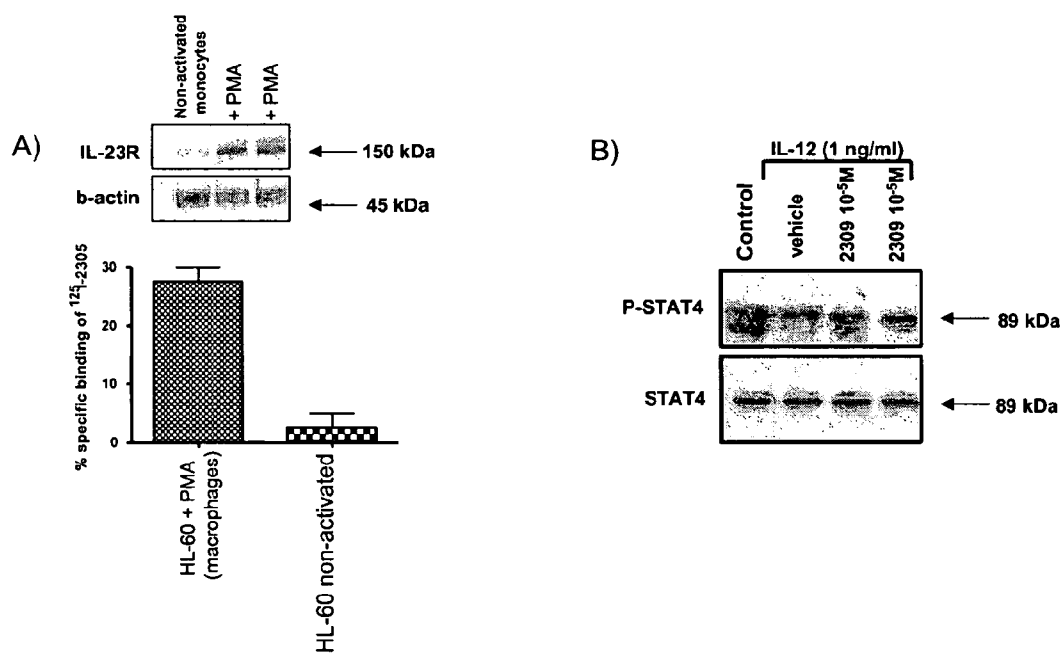 A)
Non-activated
monocytes
+ PMA
+ PMA
IL-23R
150 kDa
b-actin
45 kDa
% specific binding of ¹²⁵I-2305
30
20
10
0
HL-60 + PMA
(macrophages)
HL-60 non-activated
B)
IL-12 (1 ng/ml)
Control
vehicle
2309 10⁻⁵M
2309 10⁻⁵M
P-STAT4
89 kDa
STAT4
89 kDa